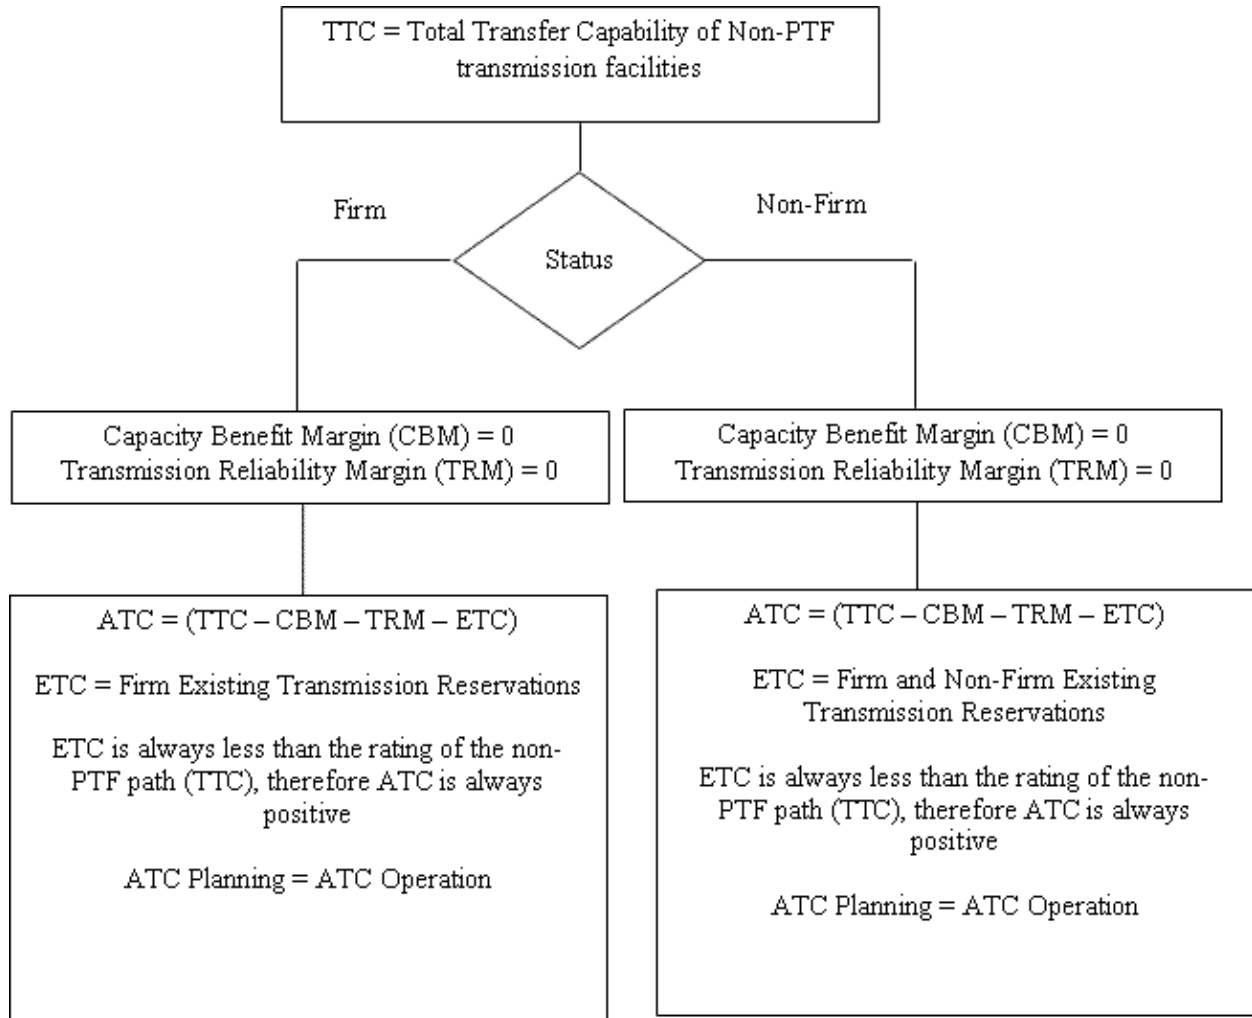 TTC = Total Transfer Capability of Non-PTF
transmission facilities
Firm
Non-Firm
Status
Capacity Benefit Margin (CBM) = 0
Transmission Reliability Margin (TRM) = 0
Capacity Benefit Margin (CBM) = 0
Transmission Reliability Margin (TRM) = 0
ATC = (TTC – CBM – TRM – ETC)
ETC = Firm Existing Transmission Reservations
ETC is always less than the rating of the non-
PTF path (TTC), therefore ATC is always
positive
ATC Planning = ATC Operation
ATC = (TTC – CBM – TRM – ETC)
ETC = Firm and Non-Firm Existing
Transmission Reservations
ETC is always less than the rating of the non-
PTF path (TTC), therefore ATC is always
positive
ATC Planning = ATC Operation